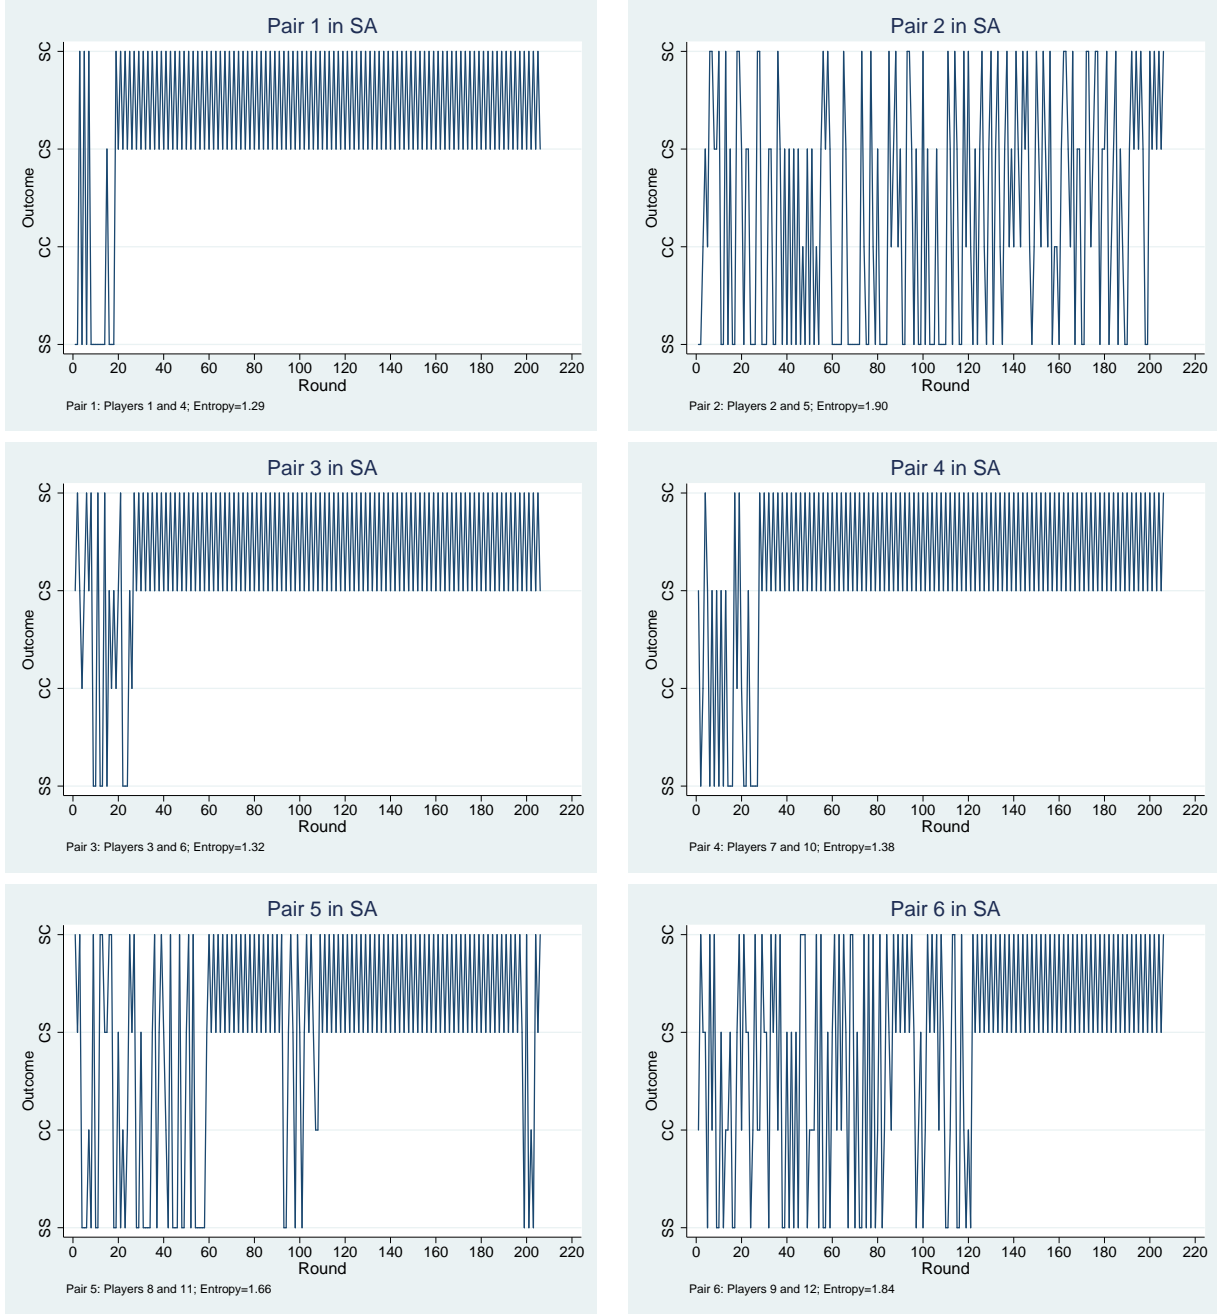 Pair 1 in SA
Outcome
SC
CS
CC
SS
0 20 40 60 80 100 120 140 160 180 200 220
Round
Pair 1: Players 1 and 4; Entropy=1.29
Pair 2 in SA
Outcome
SC
CS
CC
SS
0 20 40 60 80 100 120 140 160 180 200 220
Round
Pair 2: Players 2 and 5; Entropy=1.90
Pair 3 in SA
Outcome
SC
CS
CC
SS
0 20 40 60 80 100 120 140 160 180 200 220
Round
Pair 3: Players 3 and 6; Entropy=1.32
Pair 4 in SA
Outcome
SC
CS
CC
SS
0 20 40 60 80 100 120 140 160 180 200 220
Round
Pair 4: Players 7 and 10; Entropy=1.38
Pair 5 in SA
Outcome
SC
CS
CC
SS
0 20 40 60 80 100 120 140 160 180 200 220
Round
Pair 5: Players 8 and 11; Entropy=1.66
Pair 6 in SA
Outcome
SC
CS
CC
SS
0 20 40 60 80 100 120 140 160 180 200 220
Round
Pair 6: Players 9 and 12; Entropy=1.84